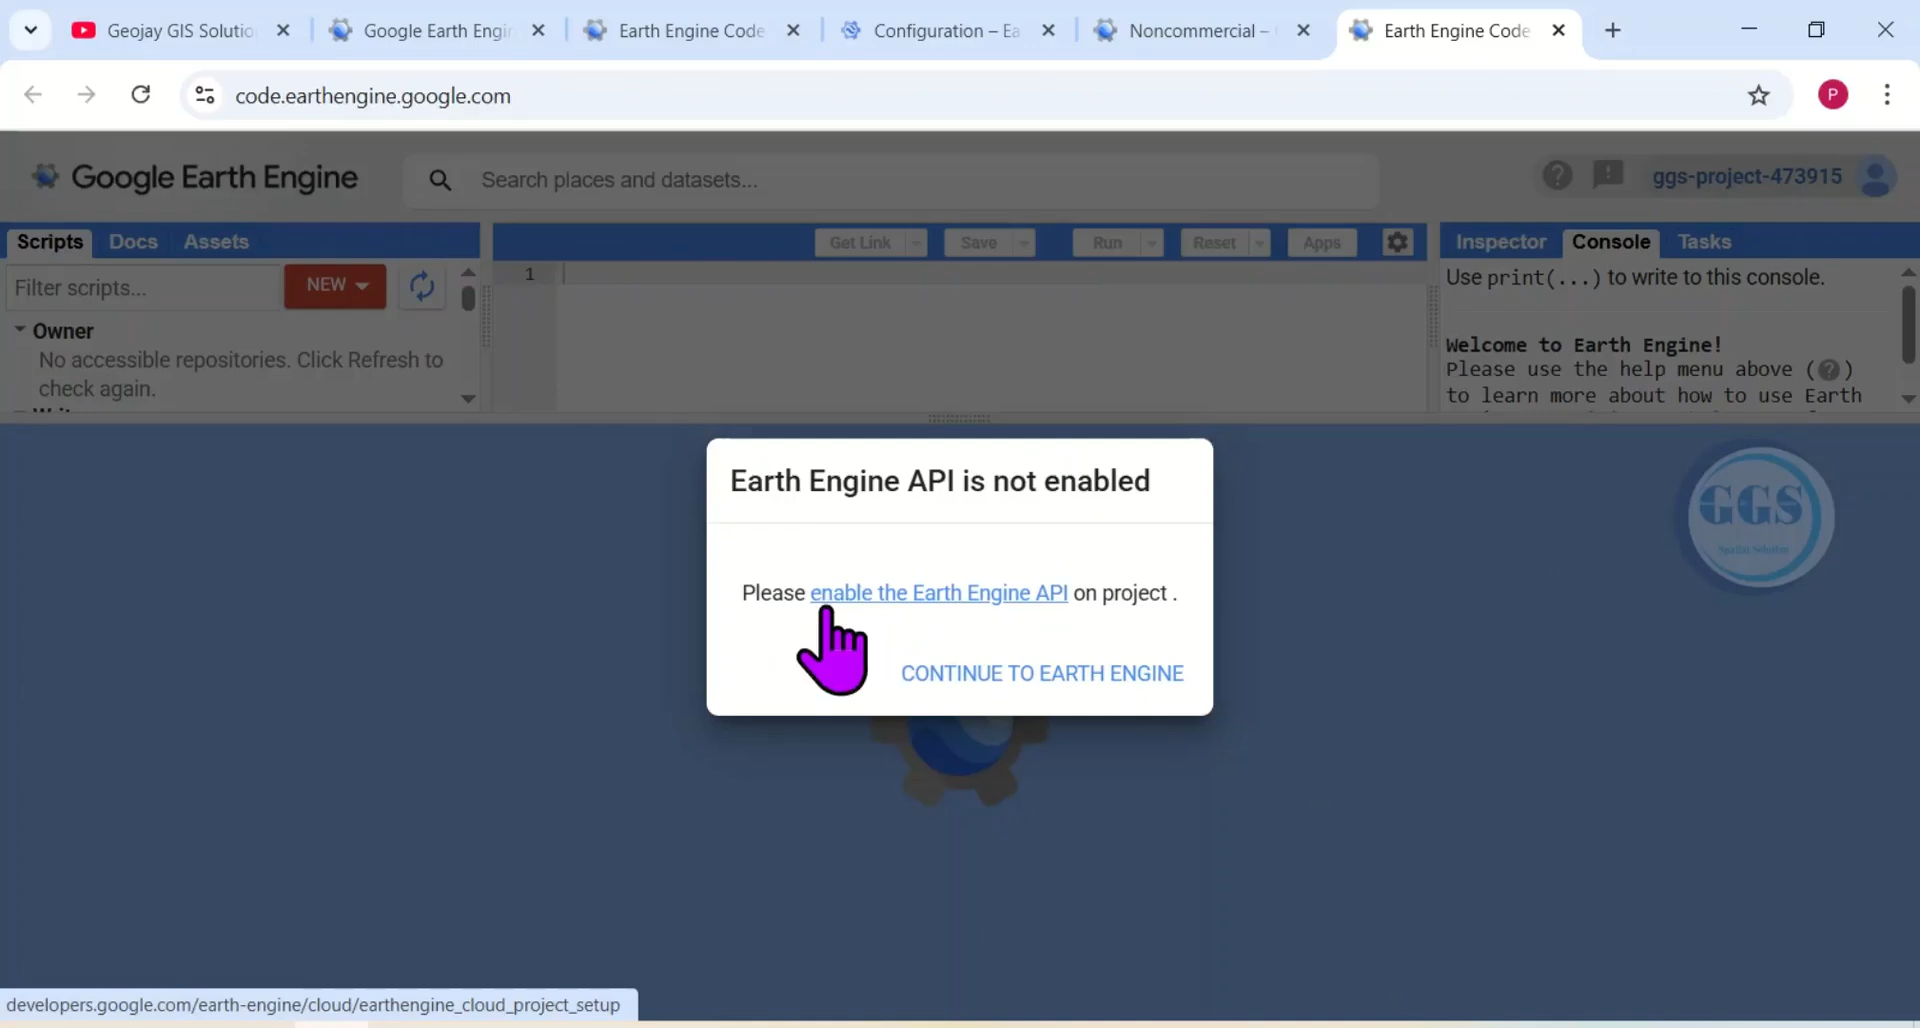 Geojay GIS Solutio
Google Earth Engi
Earth Engine Code
Configuration – Ea
Noncommercial –
Earth Engine Code
code.earthengine.google.com
P
Google Earth Engine
Search places and datasets...
ggs-project-473915
Scripts
Docs
Assets
Get Link
Save
Run
Reset
Apps
Inspector
Console
Tasks
Filter scripts...
NEW
1
Use print(...) to write to this console.
Owner
No accessible repositories. Click Refresh to
check again.
Welcome to Earth Engine!
Please use the help menu above (?)
to learn more about how to use Earth
Earth Engine API is not enabled
Please enable the Earth Engine API on project .
CONTINUE TO EARTH ENGINE
GGS
Spatial Solution
developers.google.com/earth-engine/cloud/earthengine_cloud_project_setup